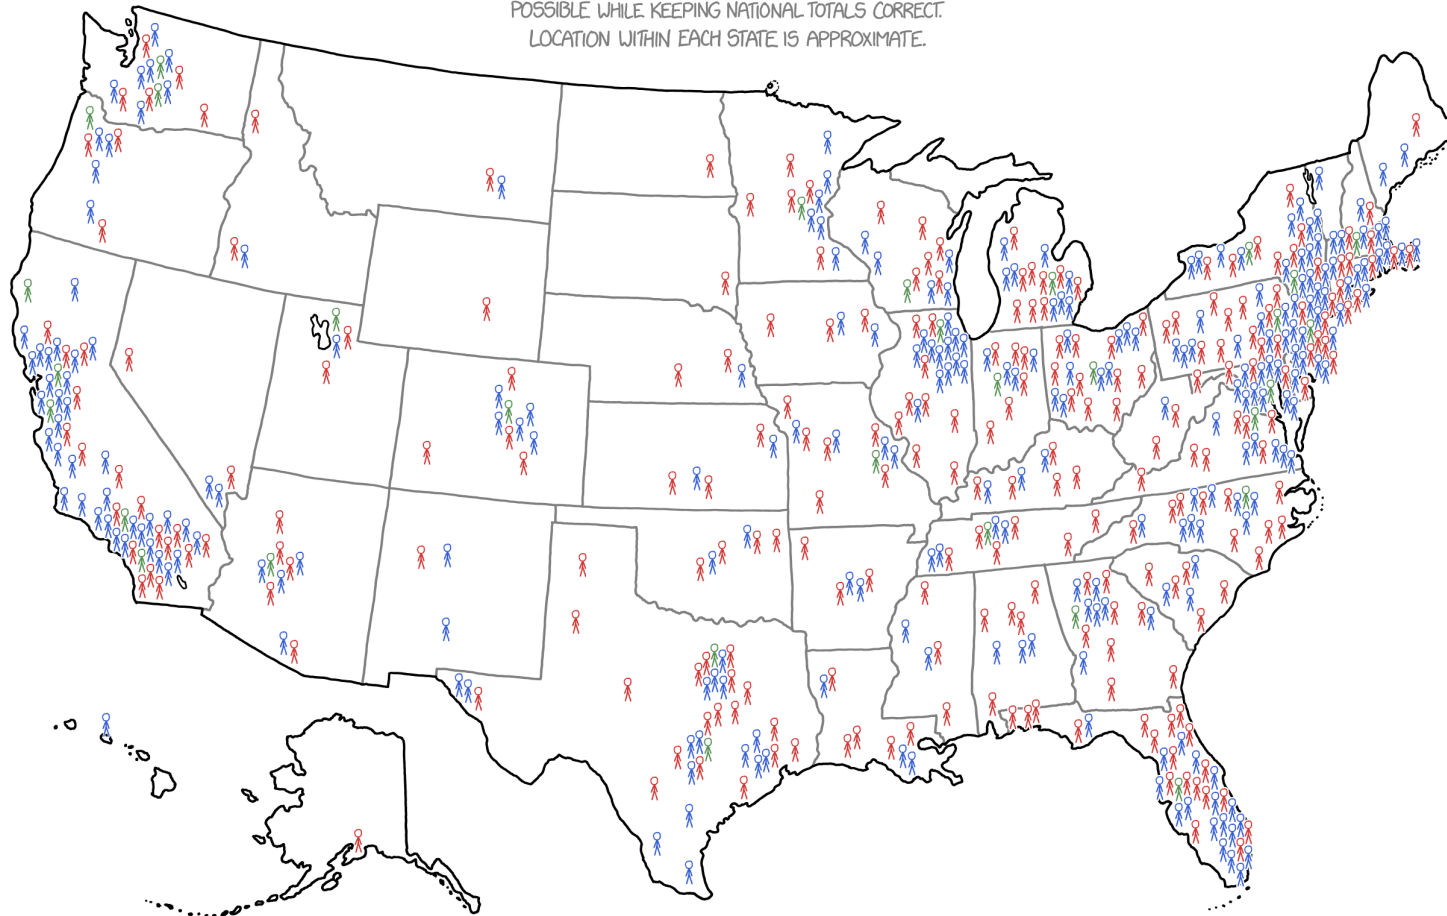 POSSIBLE WHILE KEEPING NATIONAL TOTALS CORRECT.
LOCATION WITHIN EACH STATE IS APPROXIMATE.